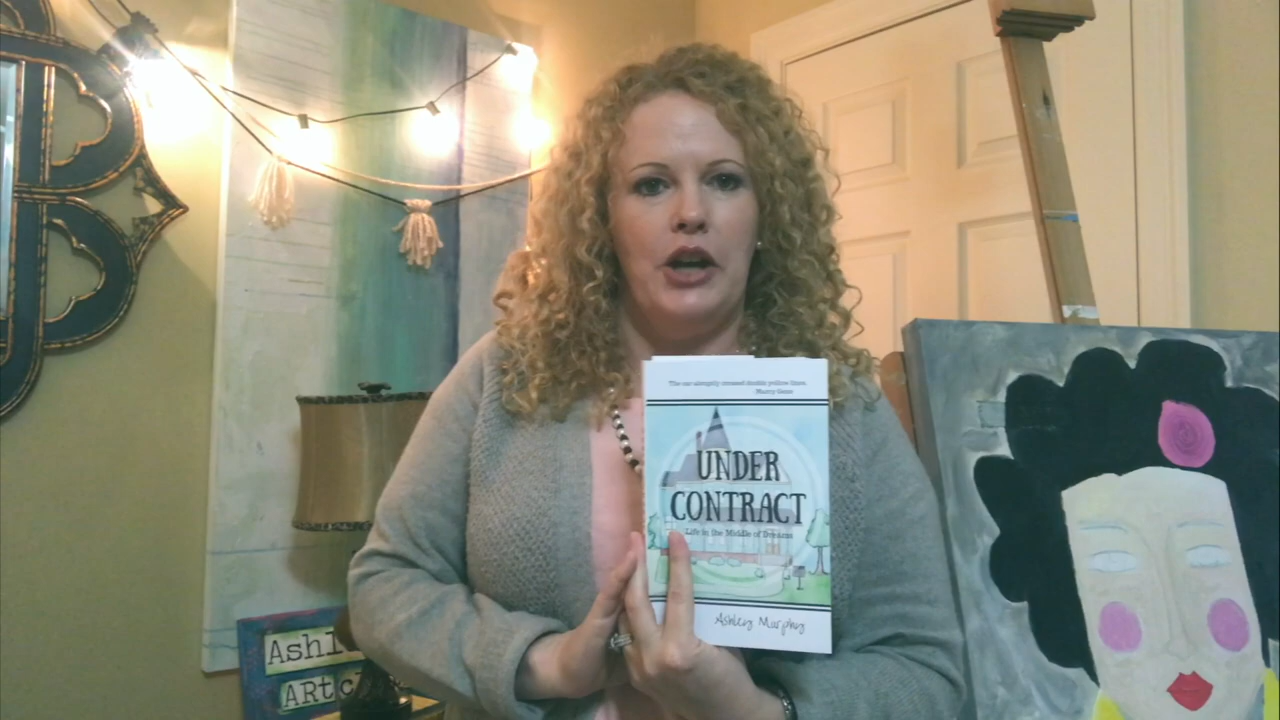 The car abruptly crossed double yellow lines.
UNDER
CONTRACT
Life in the Middle of Dreams
Ashley Murphy
Ashl
ARt